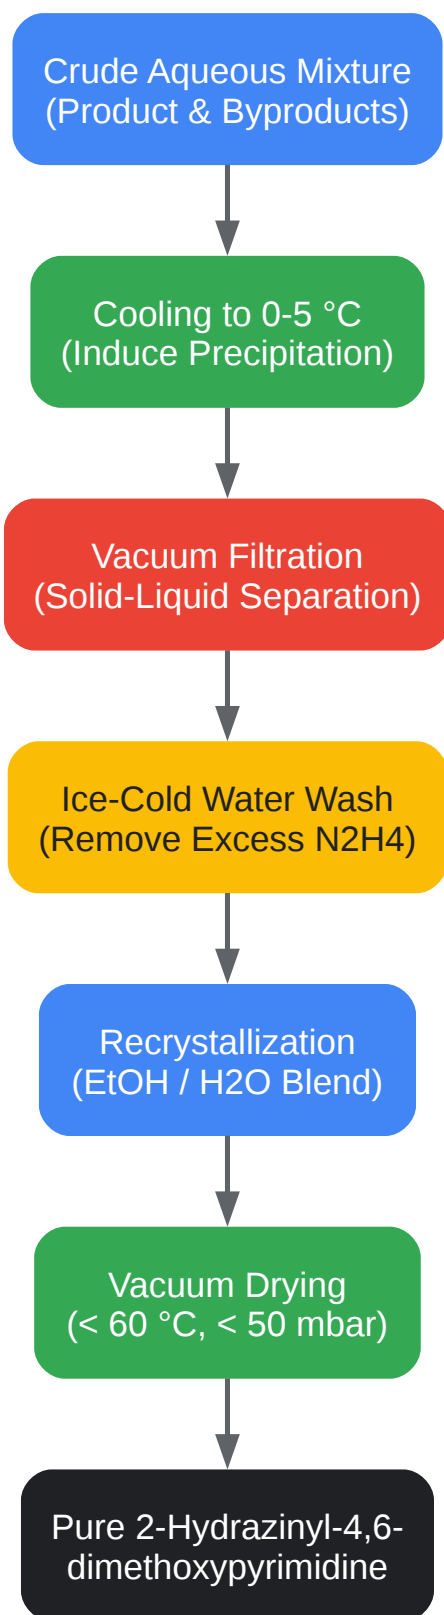 Crude Aqueous Mixture
(Product & Byproducts)
Cooling to 0-5 °C
(Induce Precipitation)
Vacuum Filtration
(Solid-Liquid Separation)
Ice-Cold Water Wash
(Remove Excess N2H4)
Recrystallization
(EtOH / H2O Blend)
Vacuum Drying
(< 60 °C, < 50 mbar)
Pure 2-Hydrazinyl-4,6-
dimethoxypyrimidine